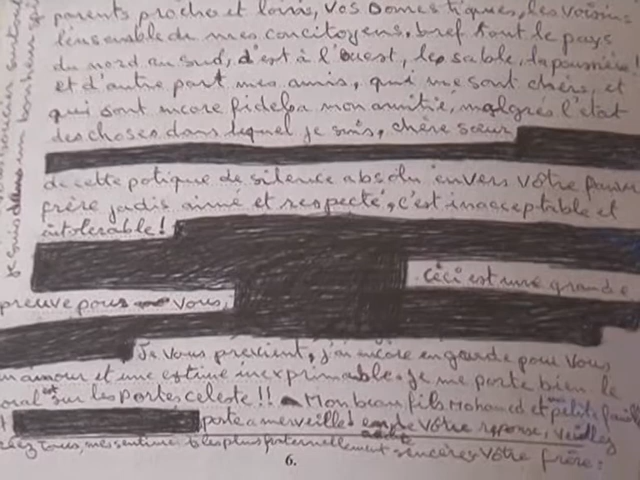 parents proche et loins, vos Domestiques, les voisins
l'ensemble de mes concitoyens, bref tout le pays
du nord au sud, d'est à l'ouest, le sable, la poussière!
et d'autre part mes amis, qui me sont chers, et
qui sont encore fidel à mon amitié, malgrés l'état
des choses dans lequel je suis, chère sœur
de cette potique de silence absolu envers votre pauvre
frère jadis aimé et respecté, c'est inacceptable et
intolerable!
Ceci est une grande
preuve pour vous,
Je vous previent, j'ai encore en garde pour vous
un amour et une estime inexprimable. Je me porte bien le
oral est sur les portes celeste!! Mon beau fils Mohamed et
porte a merveille! votre reponse, veuillez
mes sentiments les plus fraternellement sincères votre frère:
6.
un bonheur